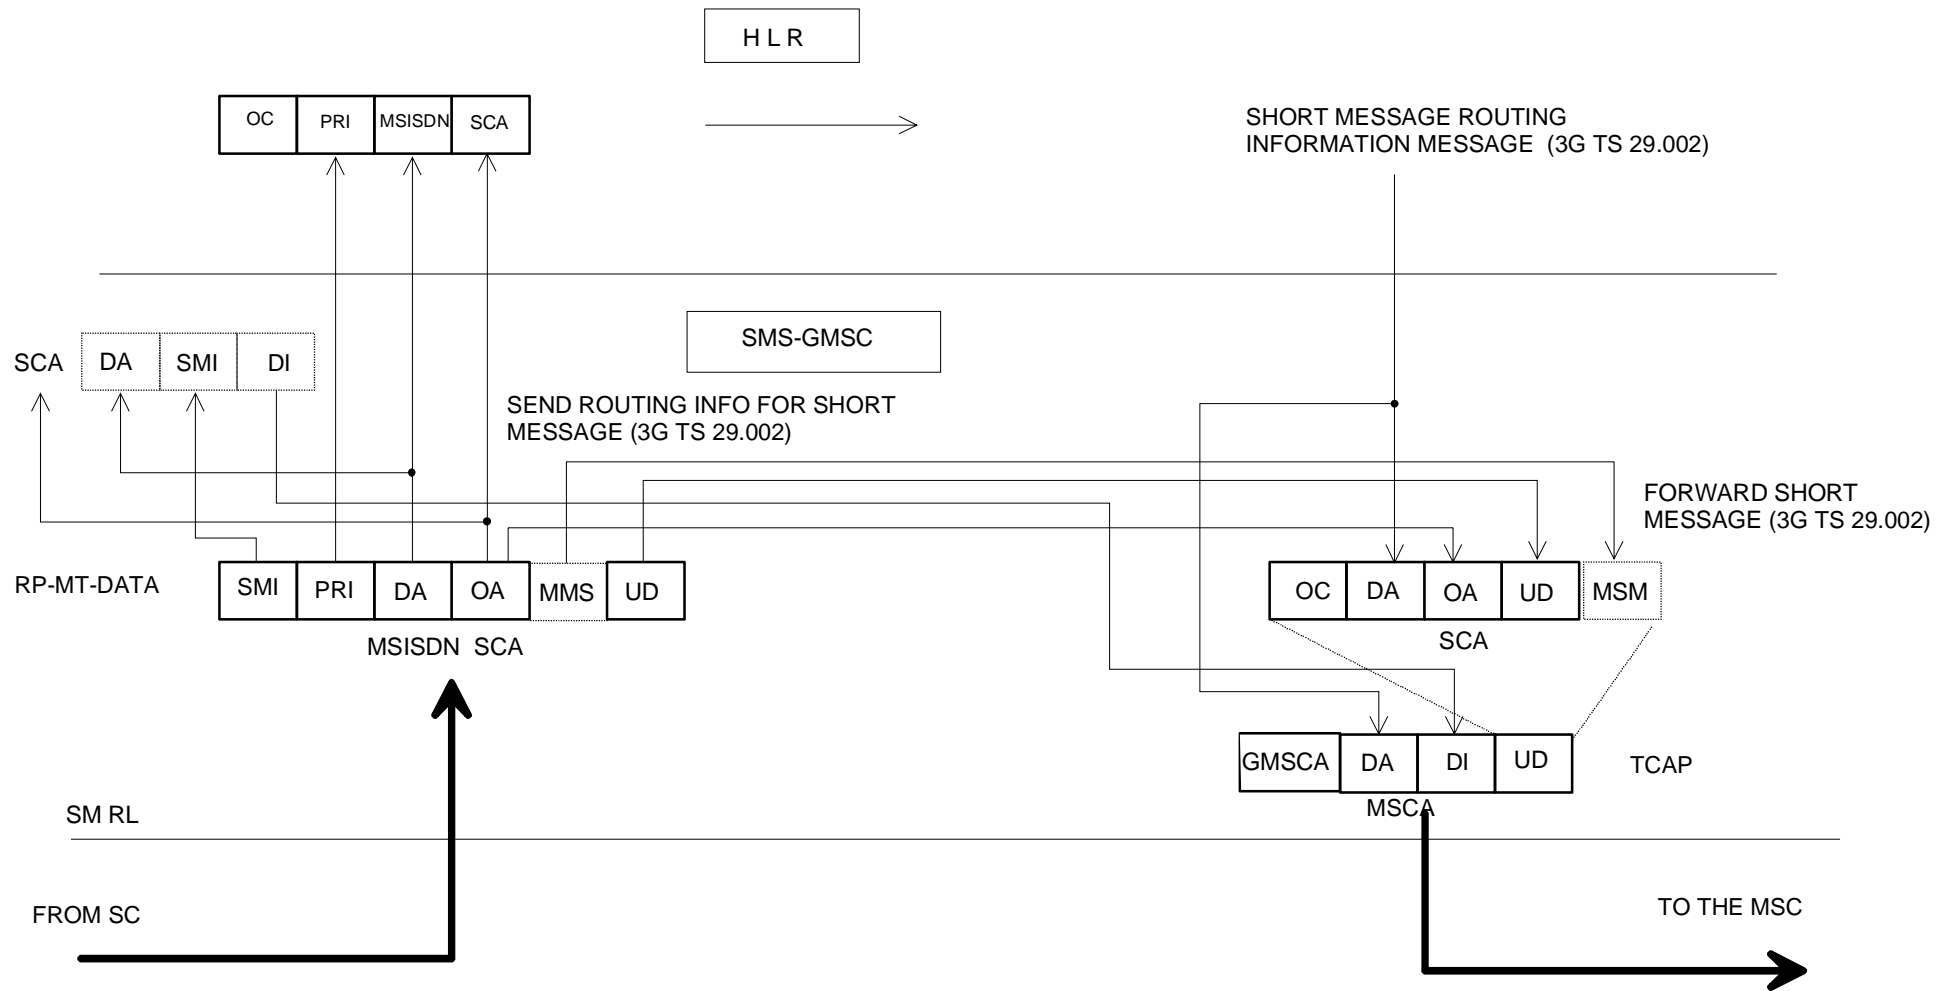 H L R
OC PRI MSISDN SCA
SHORT MESSAGE ROUTING
INFORMATION MESSAGE (3G TS 29.002)
SMS-GMSC
SCA DA SMI DI
SEND ROUTING INFO FOR SHORT
MESSAGE (3G TS 29.002)
FORWARD SHORT
MESSAGE (3G TS 29.002)
RP-MT-DATA SMI PRI DA OA MMS UD
MSISDN SCA
OC DA OA UD MSM
SCA
GMSCA DA DI UD TCAP
MSCA
SM RL
FROM SC
TO THE MSC